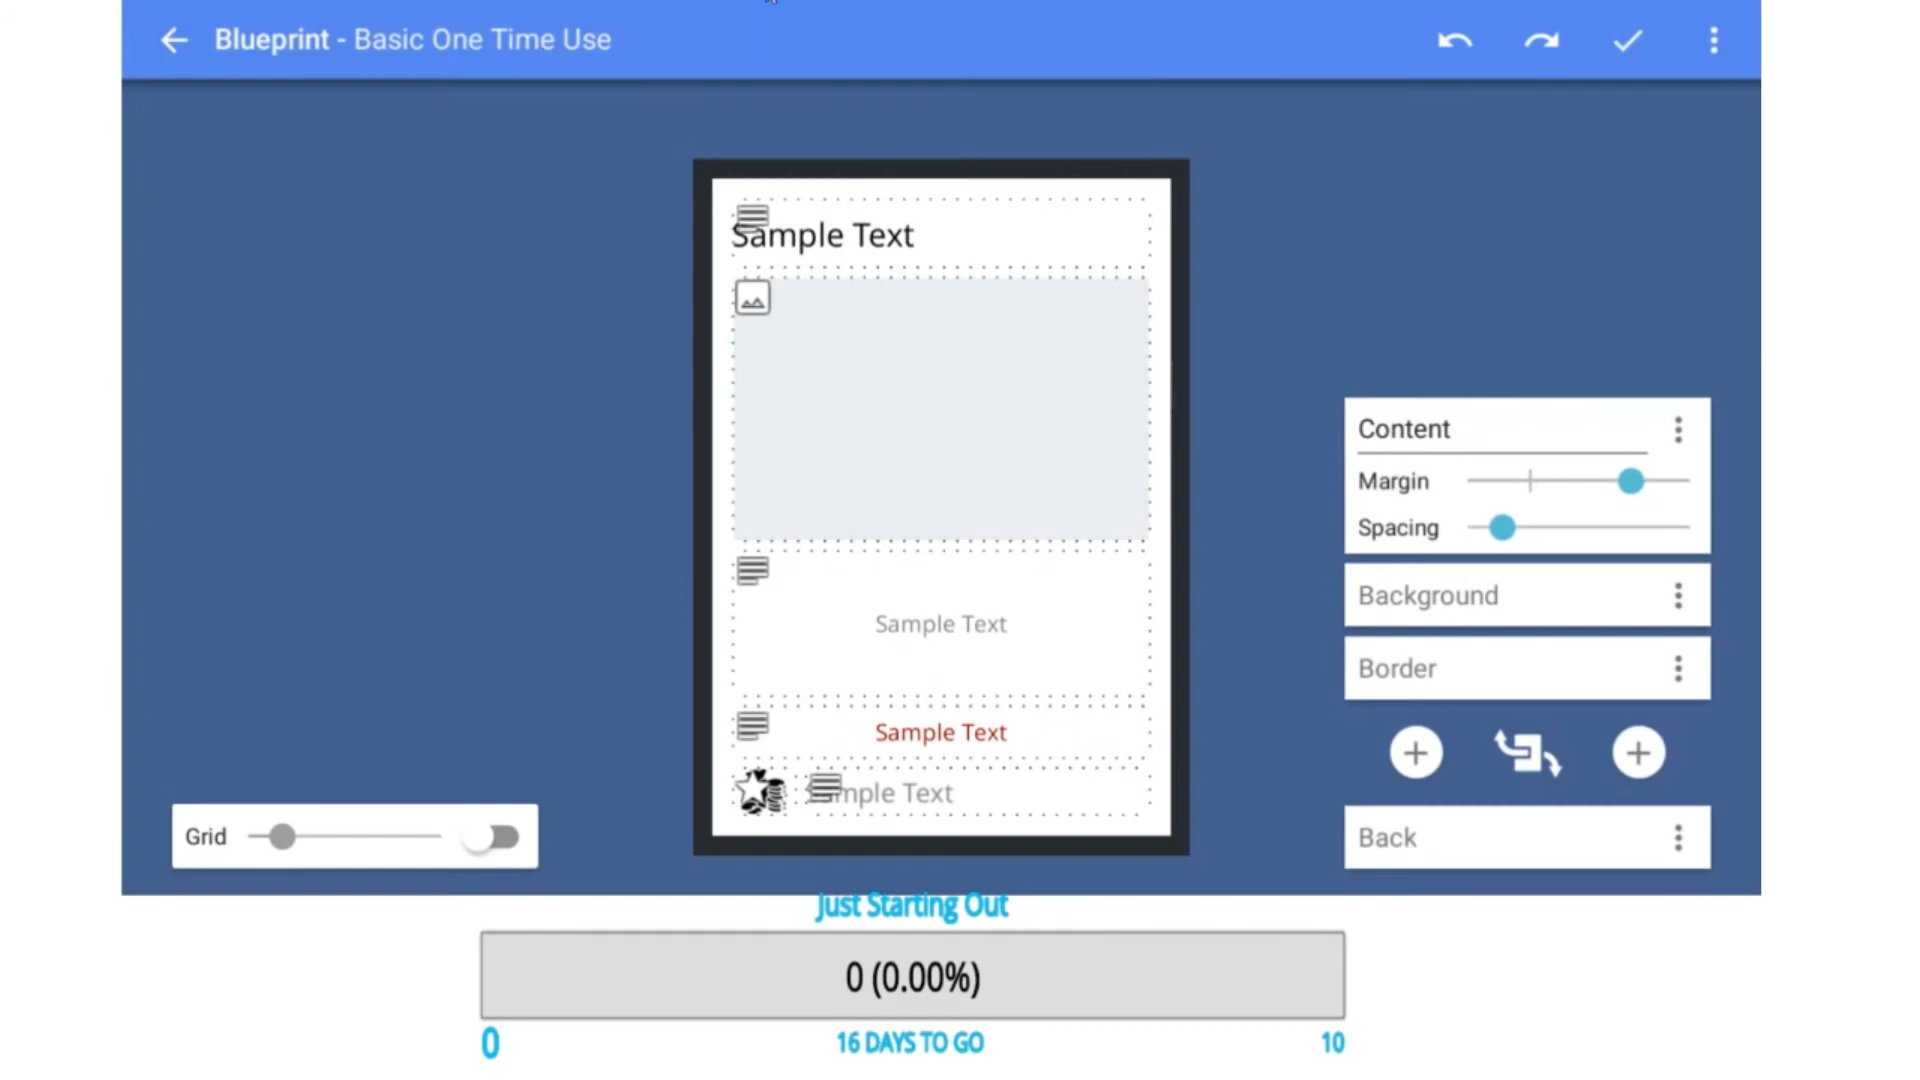 Blueprint - Basic One Time Use
Sample Text
Sample Text
Sample Text
Sample Text
Content
Margin
Spacing
Background
Border
Back
Grid
Just Starting Out
0 (0.00%)
0
16 DAYS TO GO
10